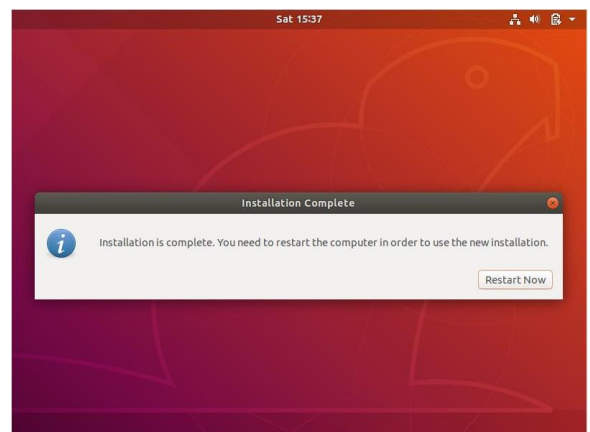 Sat 15:37
Installation Complete
Installation is complete. You need to restart the computer in order to use the new installation.
Restart Now